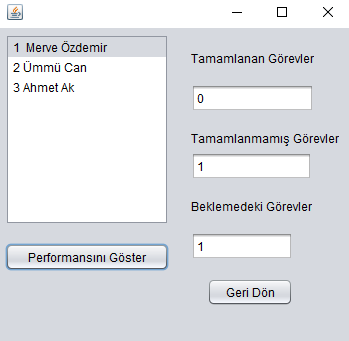 1 Merve Özdemir
2 Ümmü Can
3 Ahmet Ak
Performansını Göster
Tamamlanan Görevler
0
Tamamlanmamış Görevler
1
Beklemedeki Görevler
1
Geri Dön